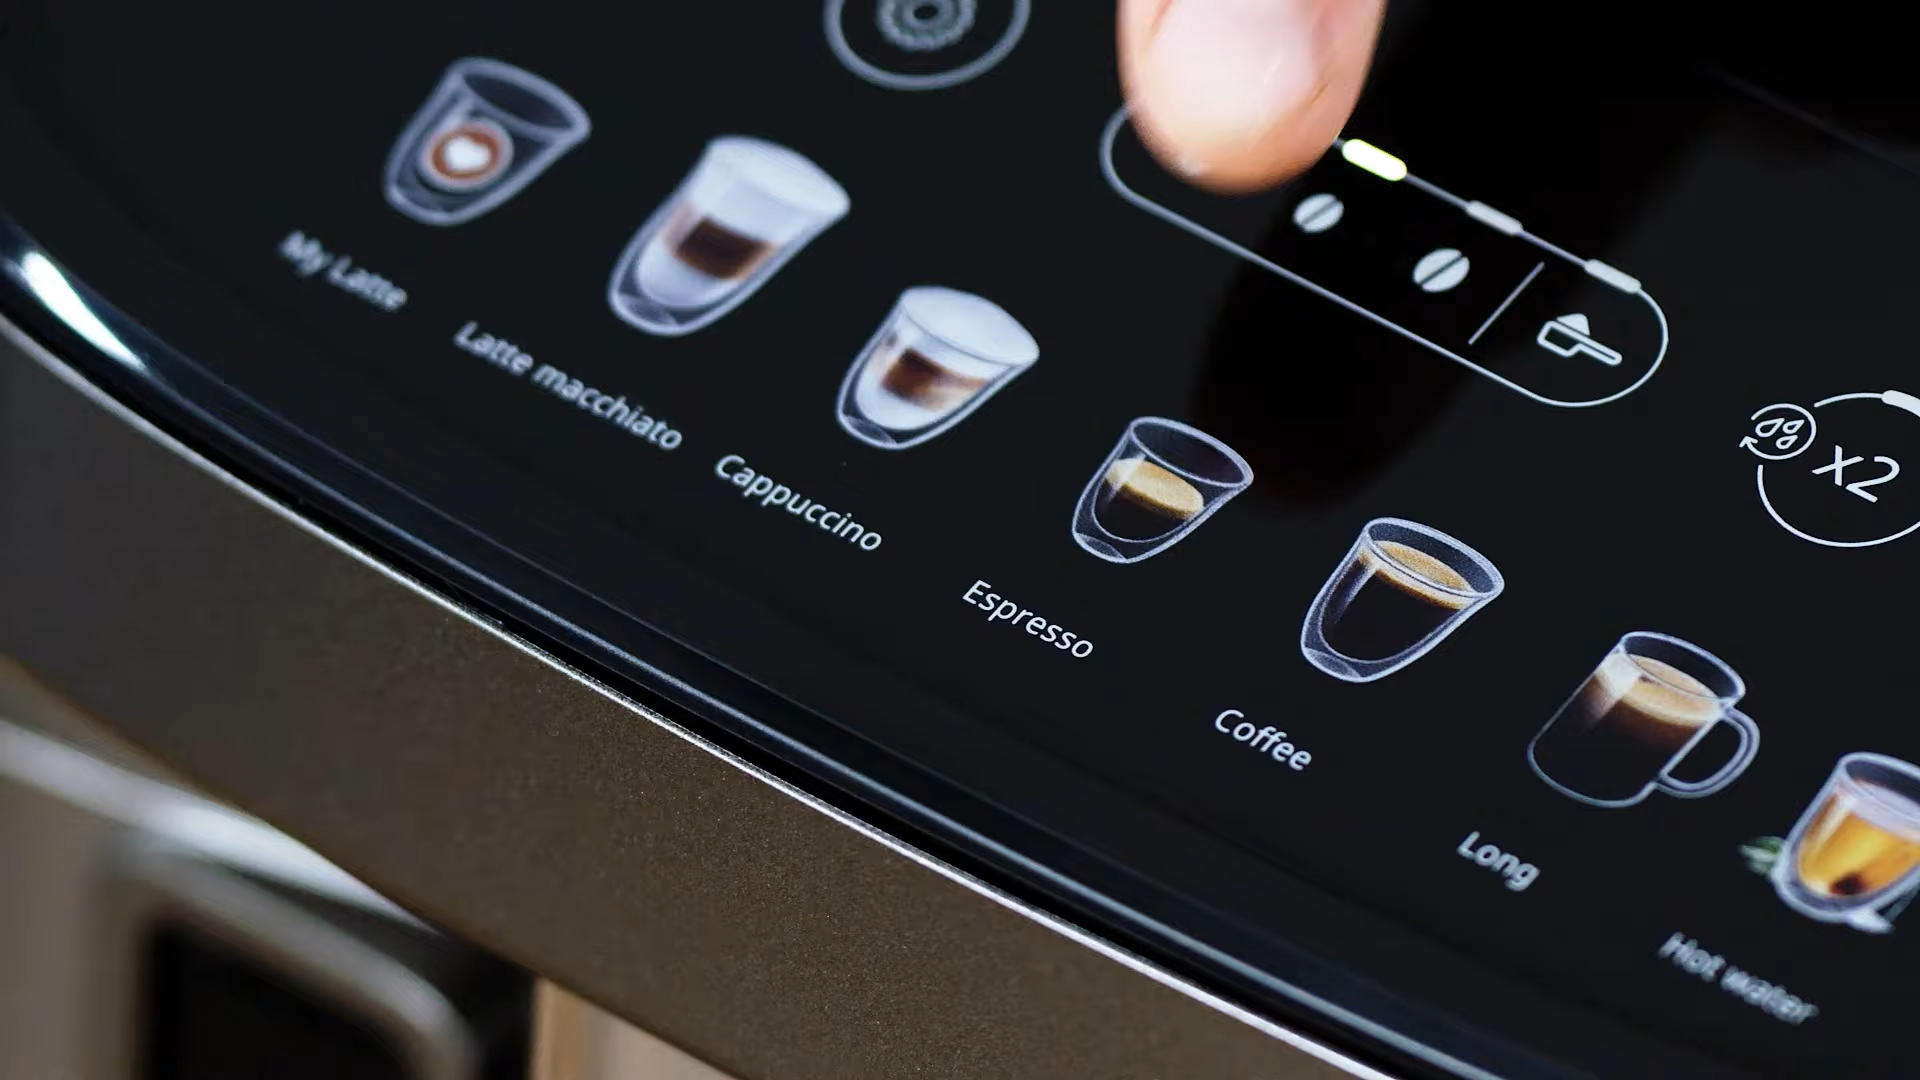 My Latte
Latte macchiato
Cappuccino
Espresso
Coffee
Long
Hot water
x2